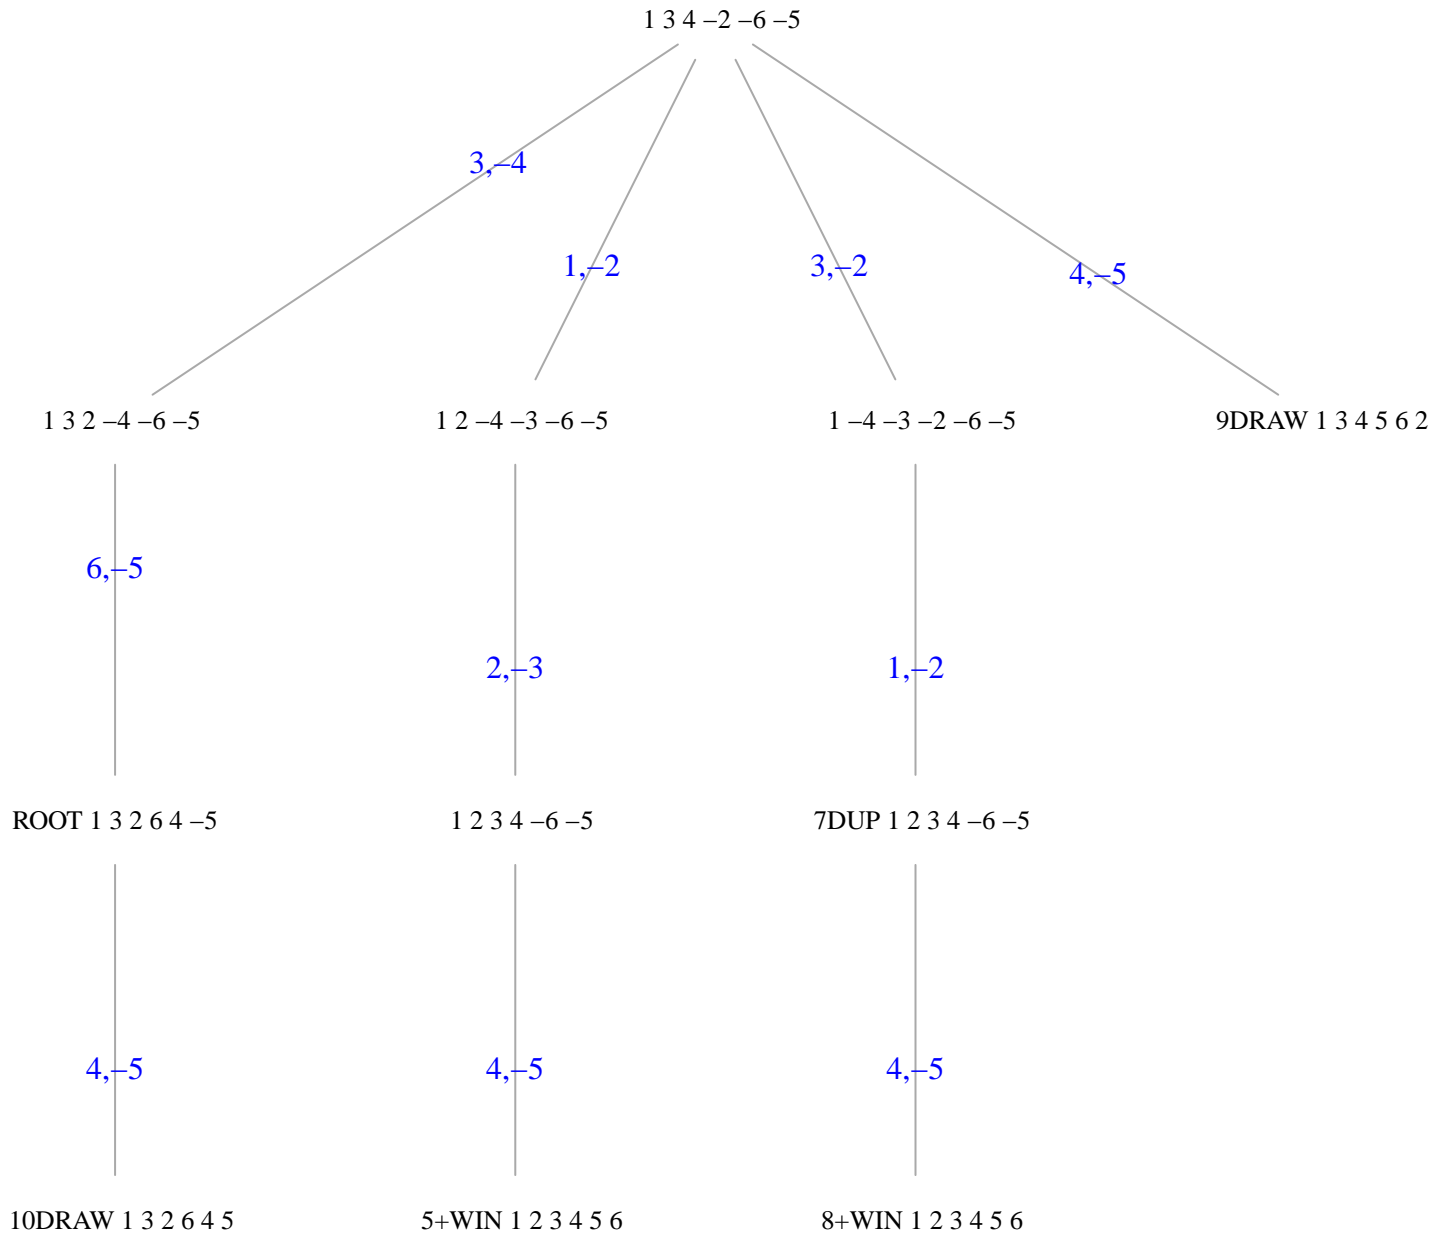 1 3 4 –2 –6 –5
3,–4
1,–2
3,–2
4,–5
1 3 2 –4 –6 –5
1 2 –4 –3 –6 –5
1 –4 –3 –2 –6 –5
9DRAW 1 3 4 5 6 2
6,–5
2,–3
1,–2
ROOT 1 3 2 6 4 –5
1 2 3 4 –6 –5
7DUP 1 2 3 4 –6 –5
4,–5
4,–5
4,–5
10DRAW 1 3 2 6 4 5
5+WIN 1 2 3 4 5 6
8+WIN 1 2 3 4 5 6